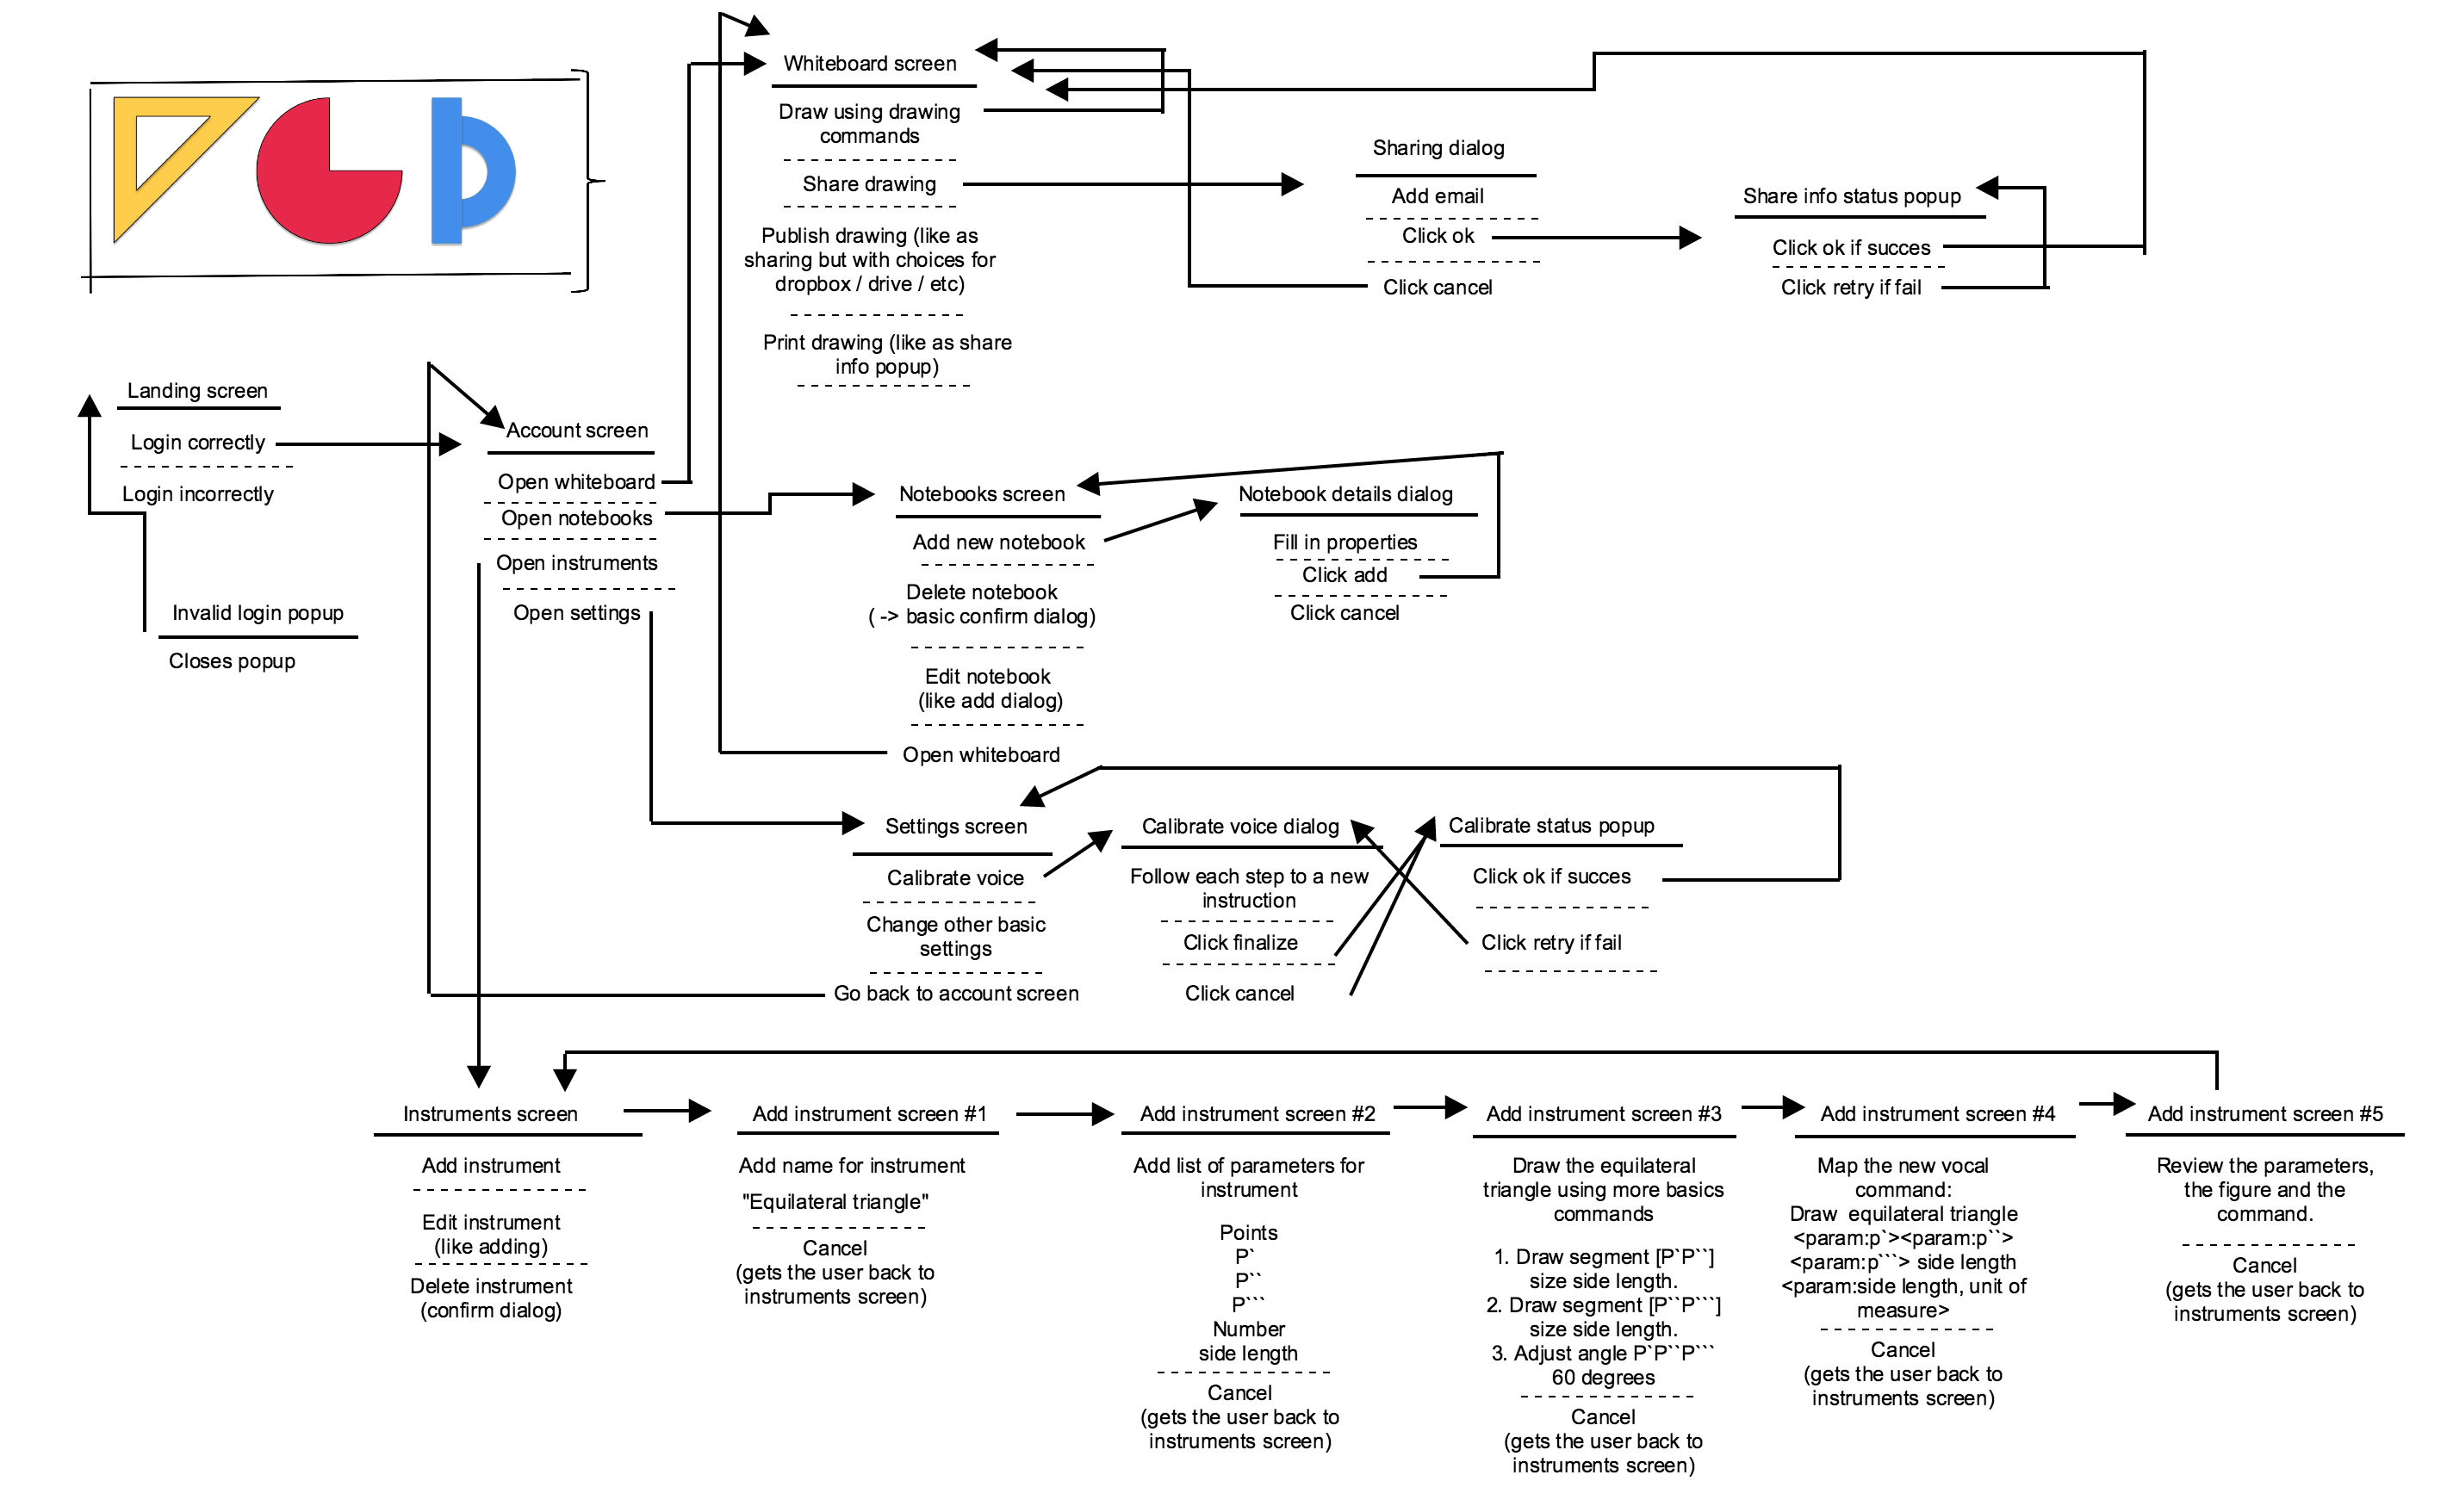 Whiteboard screen
Draw using drawing
commands
Share drawing
Publish drawing (like as
sharing but with choices for
dropbox / drive / etc)
Print drawing (like as share
info popup)
Sharing dialog
Add email
Click ok
Click cancel
Share info status popup
Click ok if succes
Click retry if fail
Landing screen
Login correctly
Login incorrectly
Invalid login popup
Closes popup
Account screen
Open whiteboard
Open notebooks
Open instruments
Open settings
Notebooks screen
Add new notebook
Delete notebook
( -> basic confirm dialog)
Edit notebook
(like add dialog)
Open whiteboard
Notebook details dialog
Fill in properties
Click add
Click cancel
Settings screen
Calibrate voice
Change other basic
settings
Go back to account screen
Calibrate voice dialog
Follow each step to a new
instruction
Click finalize
Click cancel
Calibrate status popup
Click ok if succes
Click retry if fail
Instruments screen
Add instrument
Edit instrument
(like adding)
Delete instrument
(confirm dialog)
Add instrument screen #1
Add name for instrument
"Equilateral triangle"
Cancel
(gets the user back to
instruments screen)
Add instrument screen #2
Add list of parameters for
instrument
Points
P`
P``
P```
Number
side length
Cancel
(gets the user back to
instruments screen)
Add instrument screen #3
Draw the equilateral
triangle using more basics
commands
1. Draw segment [P`P``]
size side length.
2. Draw segment [P``P```]
size side length.
3. Adjust angle P`P``P```
60 degrees
Cancel
(gets the user back to
instruments screen)
Add instrument screen #4
Map the new vocal
command:
Draw  equilateral triangle
<param:p`><param:p``>
<param:p```> side length
<param:side length, unit of
measure>
Cancel
(gets the user back to
instruments screen)
Add instrument screen #5
Review the parameters,
the figure and the
command.
Cancel
(gets the user back to
instruments screen)